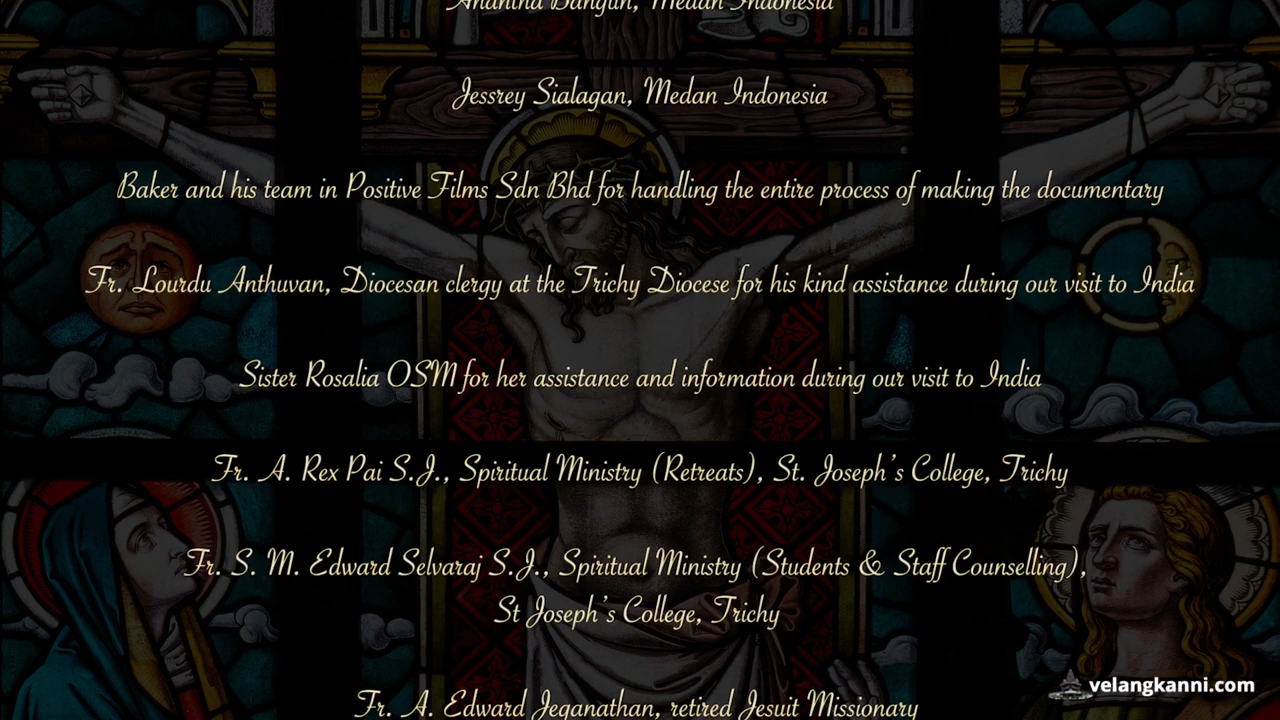 Bangun, Medan Indonesia
Jessrey Sialagan, Medan Indonesia
Baker and his team in Positive Films Sdn Bhd for handling the entire process of making the documentary
Fr. Lourdu Anthuvan, Diocesan clergy at the Trichy Diocese for his kind assistance during our visit to India
Sister Rosalia OSM for her assistance and information during our visit to India
Fr. A. Rex Pai S.J., Spiritual Ministry (Retreats), St. Joseph's College, Trichy
Fr. S. M. Edward Selvaraj S.J., Spiritual Ministry (Students & Staff Counselling),
St Joseph's College, Trichy
Fr. A. Edward Jeganathan, retired Jesuit Missionary
velangkanni.com